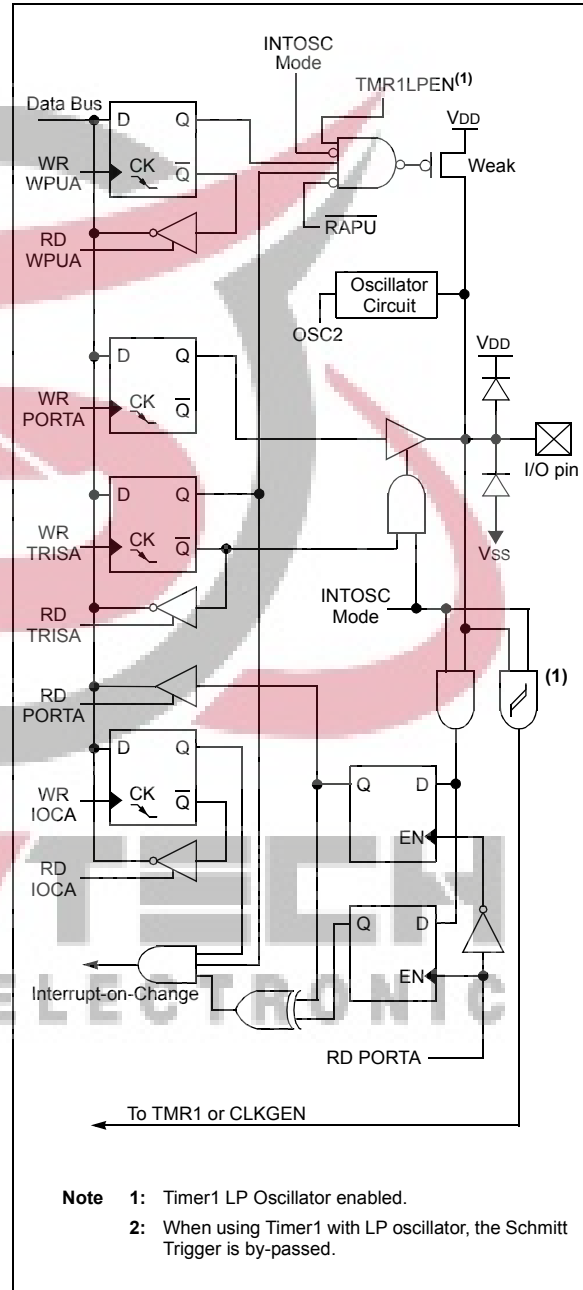 INTOSC
Mode
TMR1LPEN(1)
Data Bus
D Q
VDD
WR
WPUA
CK
Q
Weak
RAPU
RD
WPUA
Oscillator
Circuit
OSC2
VDD
D Q
WR
PORTA
CK
Q
I/O pin
D Q
WR
TRISA
CK
Q
VSS
INTOSC
Mode
RD
TRISA
(1)
RD
PORTA
D Q
Q D
WR
IOCA
CK
Q
EN
RD
IOCA
TECH
Q D
Interrupt-on-Change
EN
ELECTRONIC
RD PORTA
To TMR1 or CLKGEN
Note 1: Timer1 LP Oscillator enabled.
2: When using Timer1 with LP oscillator, the Schmitt
Trigger is by-passed.